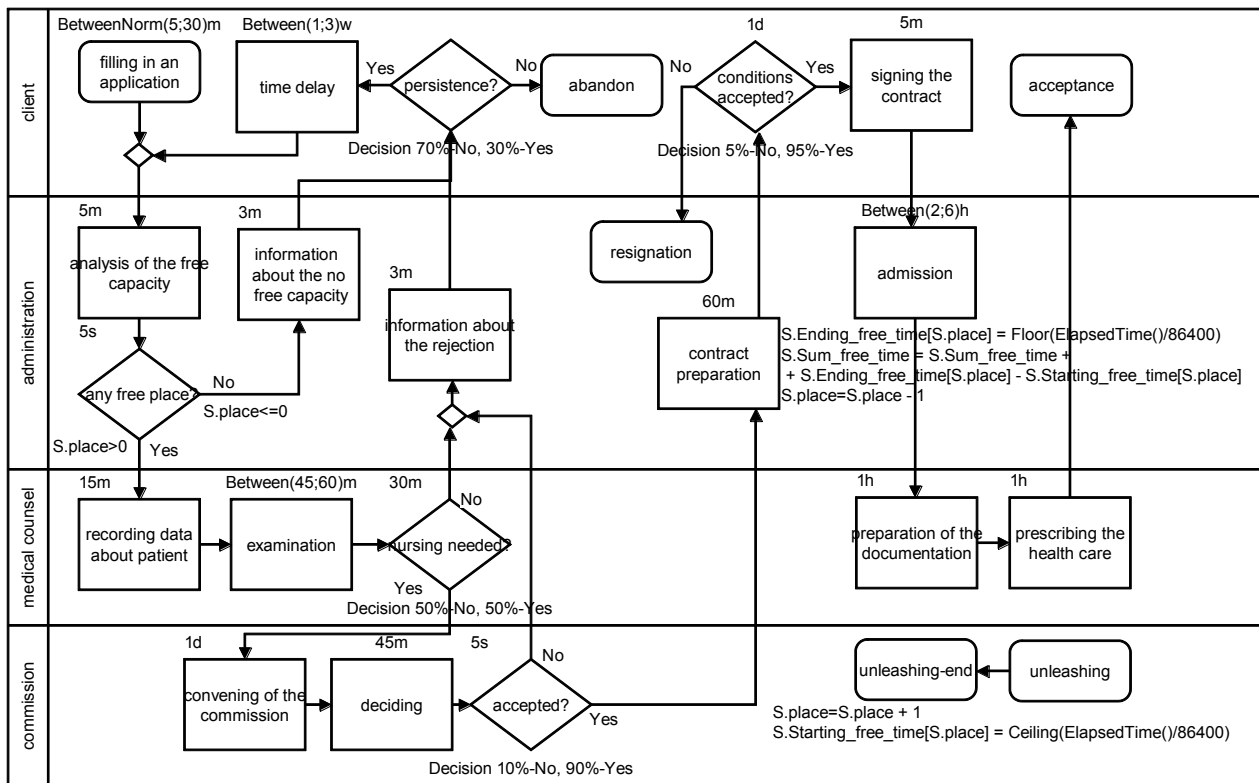 client
BetweenNorm(5;30)m
filling in an
application
Between(1;3)w
time delay
Yes
persistence?
No
abandon
Decision 70%-No, 30%-Yes
1d
No
conditions
accepted?
Yes
Decision 5%-No, 95%-Yes
5m
signing the
contract
acceptance
administration
5m
analysis of the free
capacity
5s
any free place?
No
S.place<=0
S.place>0
Yes
3m
information
about the no
free capacity
3m
information about
the rejection
resignation
60m
contract
preparation
Between(2;6)h
admission
S.Ending_free_time[S.place] = Floor(ElapsedTime()/86400)
S.Sum_free_time = S.Sum_free_time +
+ S.Ending_free_time[S.place] - S.Starting_free_time[S.place]
S.place=S.place - 1
medical counsel
15m
recording data
about patient
Between(45;60)m
examination
30m
No
nursing needed?
Yes
Decision 50%-No, 50%-Yes
1h
preparation of the
documentation
1h
prescribing the
health care
commission
1d
convening of the
commission
45m
deciding
5s
No
accepted?
Yes
Decision 10%-No, 90%-Yes
unleashing-end
unleashing
S.place=S.place + 1
S.Starting_free_time[S.place] = Ceiling(ElapsedTime()/86400)